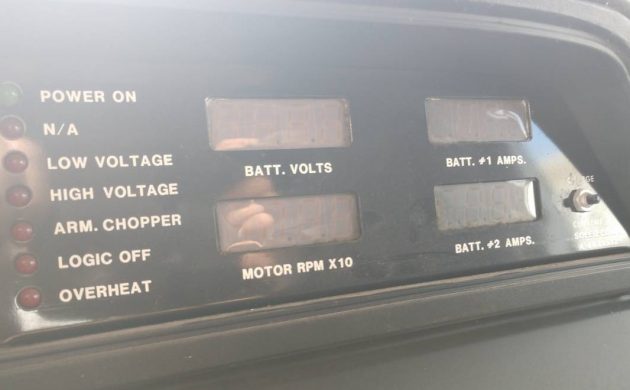 POWER ON
N/A
LOW VOLTAGE
HIGH VOLTAGE
ARM. CHOPPER
LOGIC OFF
OVERHEAT
BATT. VOLTS
MOTOR RPM X10
BATT. #1 AMPS.
BATT. #2 AMPS.